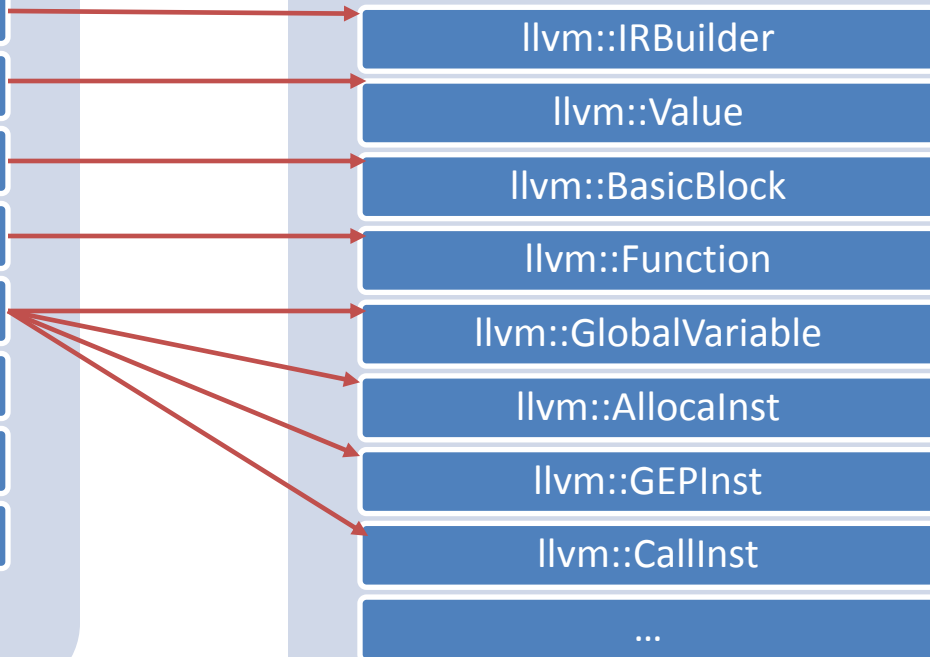 llvm::IRBuilder
llvm::Value
llvm::BasicBlock
llvm::Function
llvm::GlobalVariable
llvm::AllocaInst
llvm::GEPInst
llvm::CallInst
...